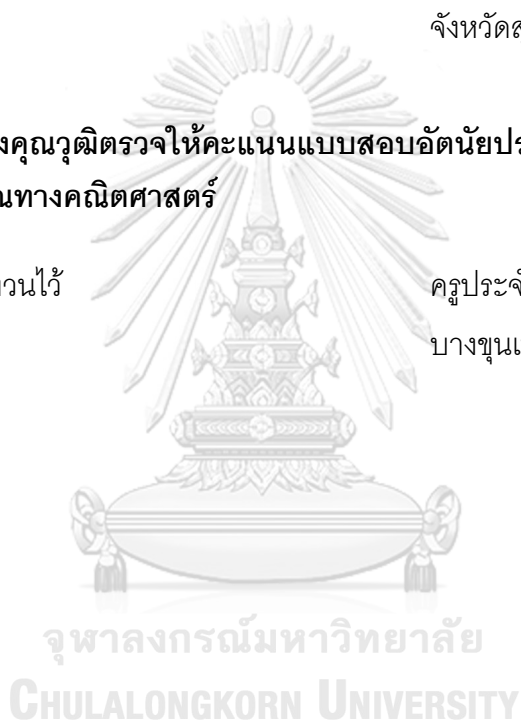 จังหวัดส
งคุณวุฒิตรวจให้คะแนนแบบสอบอัตนัยประ
ณทางคณิตศาสตร์
วนไว้ ครูประจํ
บางขุนเ
จุฬาลงกรณ์มหาวิทยาลัย
CHULALONGKORN UNIVERSITY